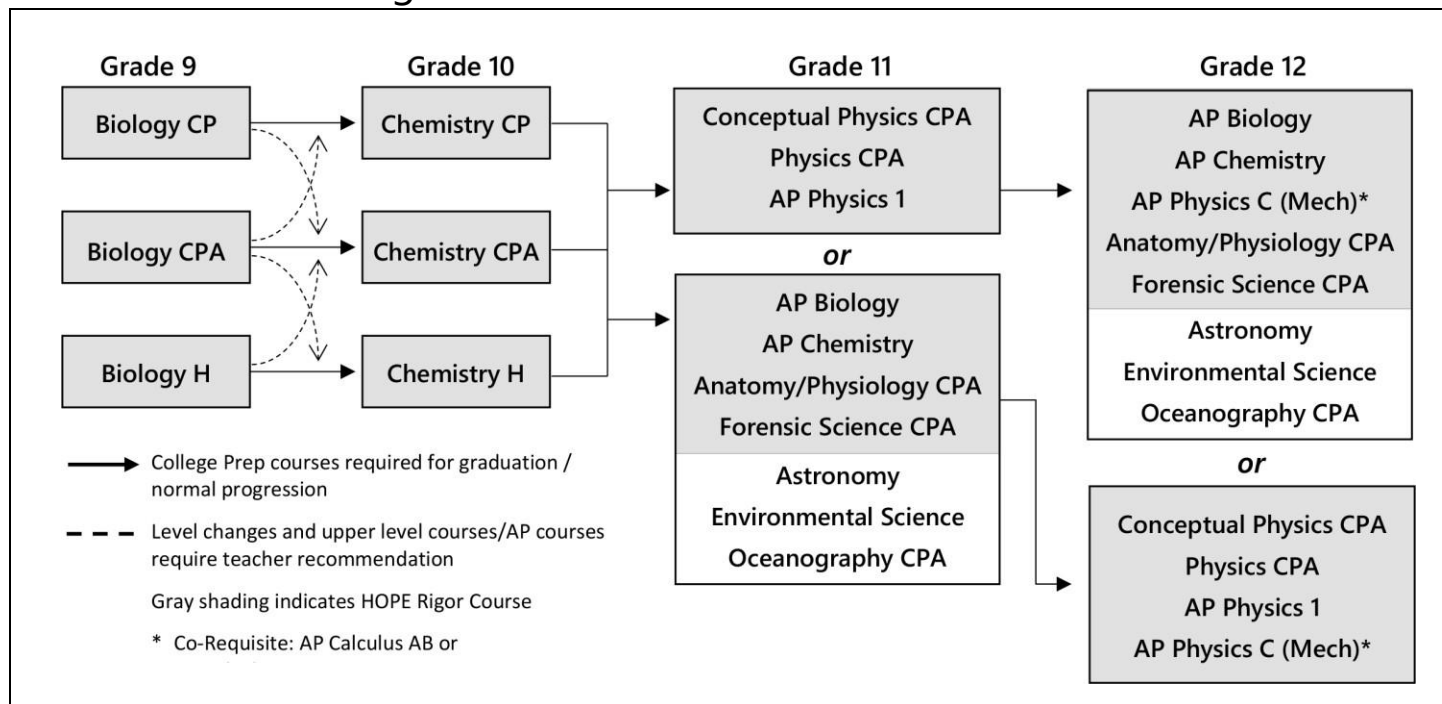 Grade 9
Biology CP
Biology CPA
Biology H
Grade 10
Chemistry CP
Chemistry CPA
Chemistry H
Grade 11
Conceptual Physics CPA
Physics CPA
AP Physics 1
or
AP Biology
AP Chemistry
Anatomy/Physiology CPA
Forensic Science CPA
Astronomy
Environmental Science
Oceanography CPA
Grade 12
AP Biology
AP Chemistry
AP Physics C (Mech)*
Anatomy/Physiology CPA
Forensic Science CPA
Astronomy
Environmental Science
Oceanography CPA
or
Conceptual Physics CPA
Physics CPA
AP Physics 1
AP Physics C (Mech)*
College Prep courses required for graduation /
normal progression
Level changes and upper level courses/AP courses
require teacher recommendation
Gray shading indicates HOPE Rigor Course
* Co-Requisite: AP Calculus AB or